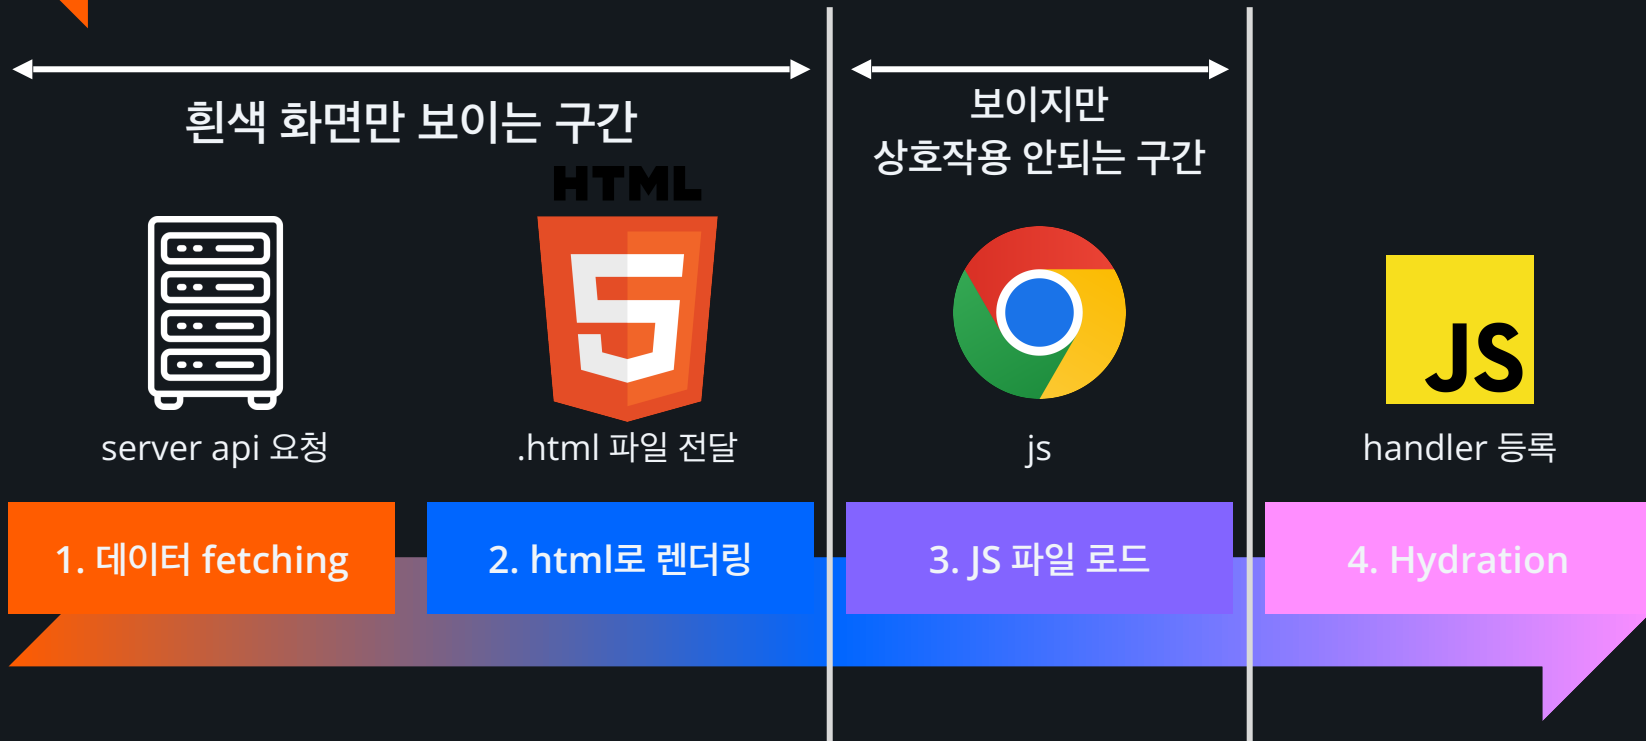 흰색 화면만 보이는 구간
보이지만
상호작용 안되는 구간
HTML
5
JS
server api 요청
.html 파일 전달
js
handler 등록
1. 데이터 fetching
2. html로 렌더링
3. JS 파일 로드
4. Hydration